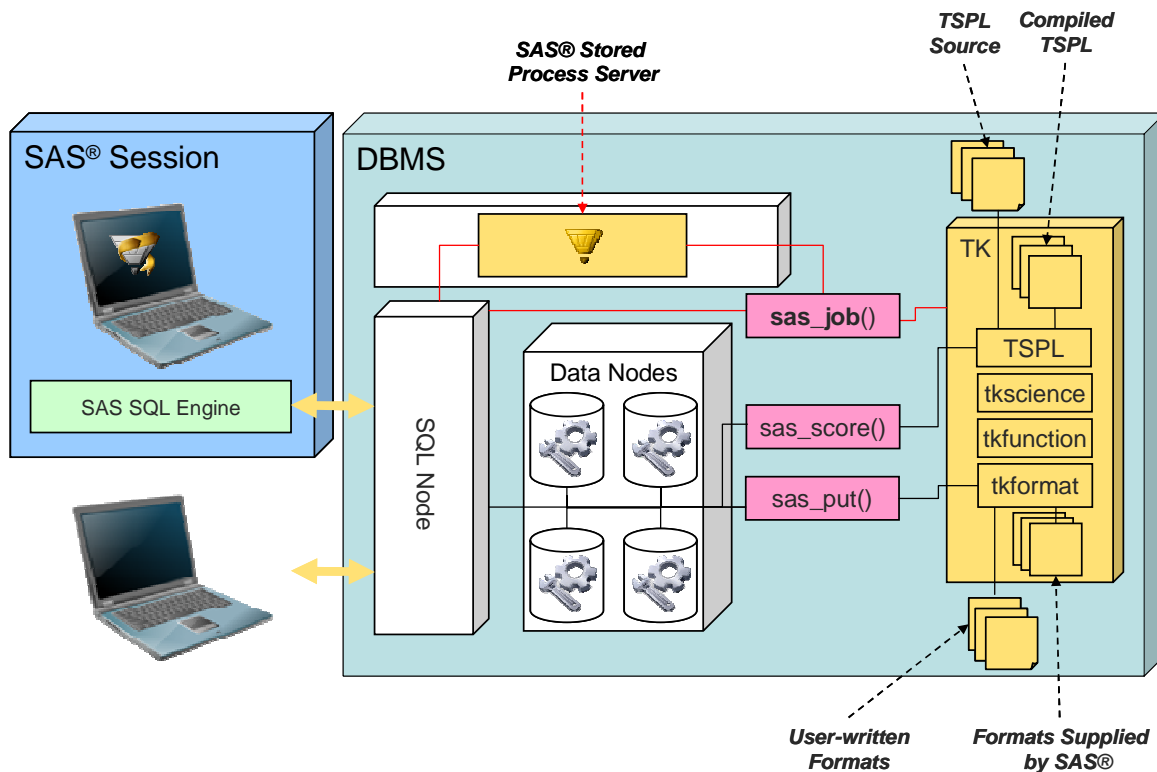 TSPL
Source
Compiled
TSPL
SAS® Stored
Process Server
SAS® Session
DBMS
TK
sas_job()
TSPL
Data Nodes
SAS SQL Engine
tkscience
SQL Node
sas_score()
tkfunction
sas_put()
tkformat
User-written
Formats
Formats Supplied
by SAS®